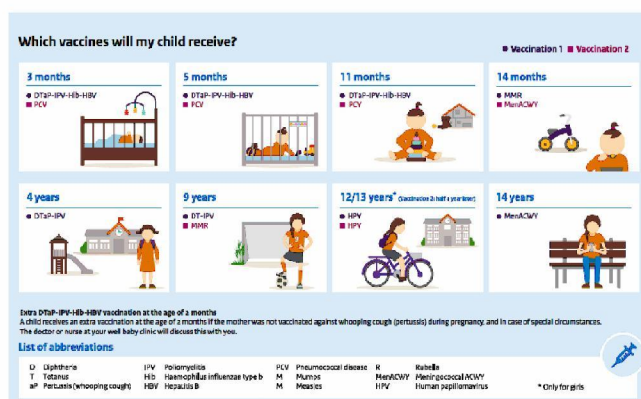 Which vaccines will my child receive?
● Vaccination 1 ■ Vaccination 2
3 months
● DTaP-IPV-Hib-HBV
■ PCV
5 months
● DTaP-IPV-Hib-HBV
■ PCV
11 months
● DTaP-IPV-Hib-HBV
■ PCY
14 months
● MMR
■ MenACWY
4 years
● DTaP-IPV
9 years
● DT-IPV
■ MMR
12/13 years* (Vaccination 2: half a year later)
● HPY
■ HPY
14 years
● MenACWY
Extra DTaP-IPV-Hib-HBV vaccination at the age of 2 months
A child receives an extra vaccination at the age of 2 months if the mother was not vaccinated against whooping cough (pertussis) during pregnancy, and in case of special circumstances.
The doctor or nurse at your well baby clinic will discuss this with you.
List of abbreviations
D Diphtheria IPV Poliomyelitis PCV Pneumococcal disease R Rubella
T Tetanus Hib Haemophilus influenzae type b M Mumps MenACWY Meningococcal ACWY
aP Pertussis (whooping cough) HBV Hepatitis B M Measles HPV Human papillomavirus * Only for girls